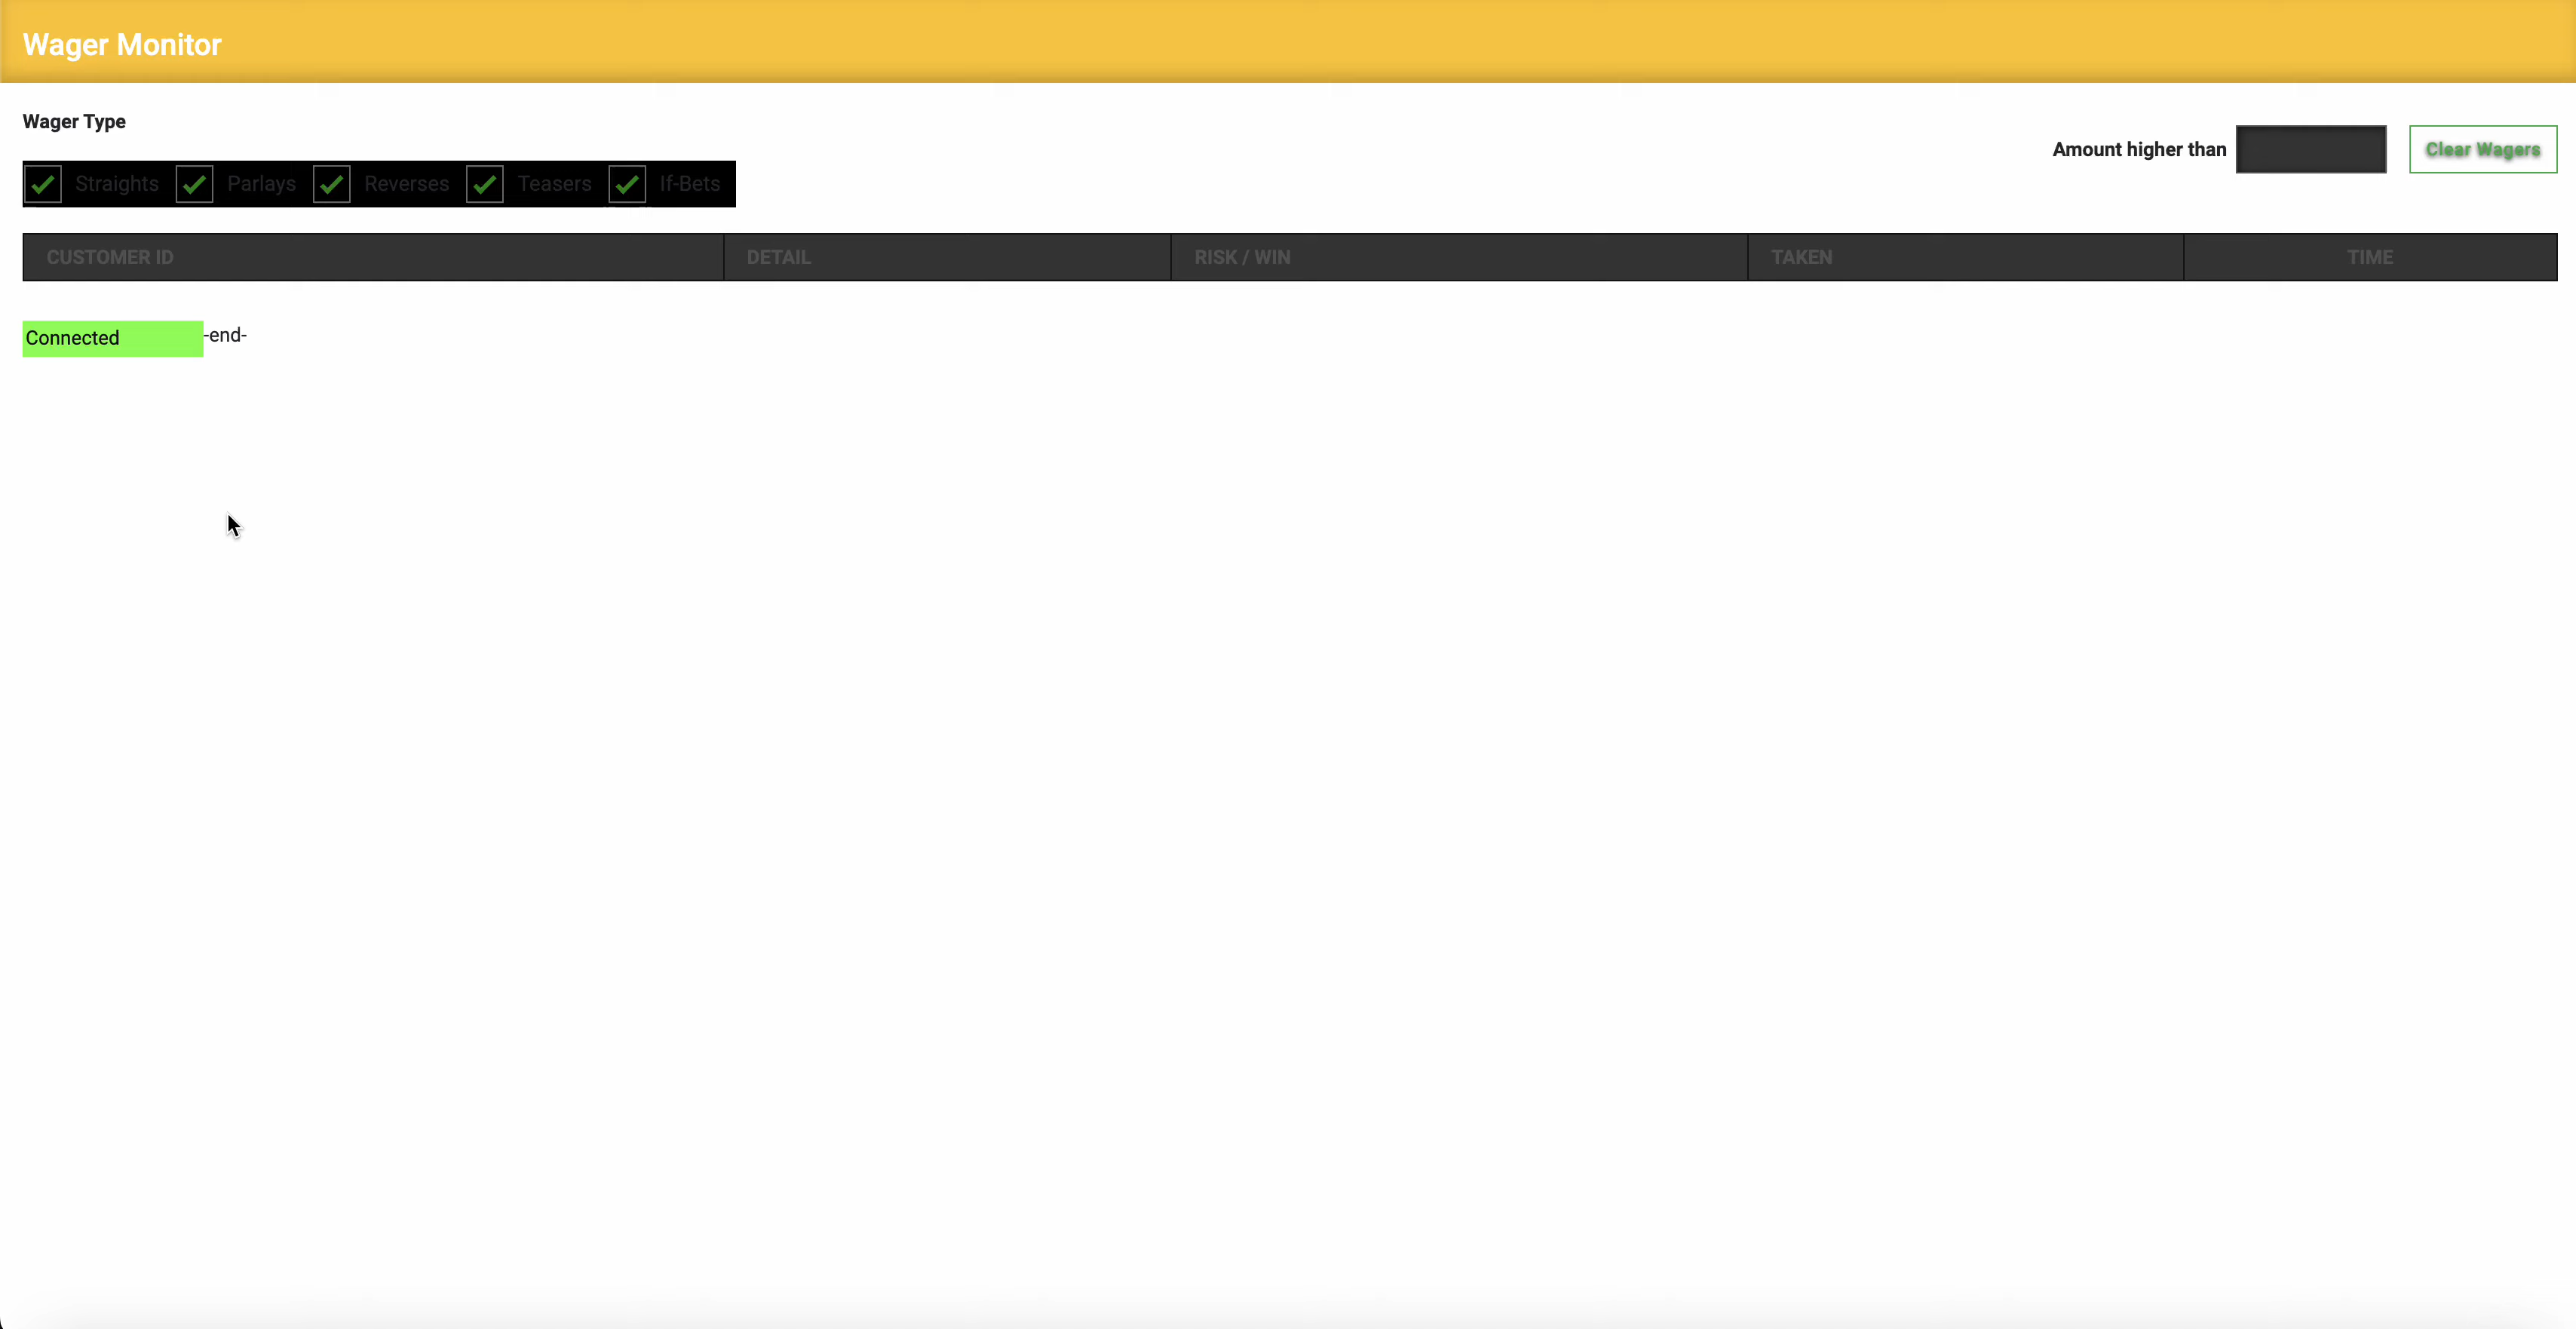 Wager Monitor
Wager Type
Amount higher than
Clear Wagers
Straights Parlays Reverses Teasers If-Bets
CUSTOMER ID DETAIL RISK / WIN TAKEN TIME
Connected -end-